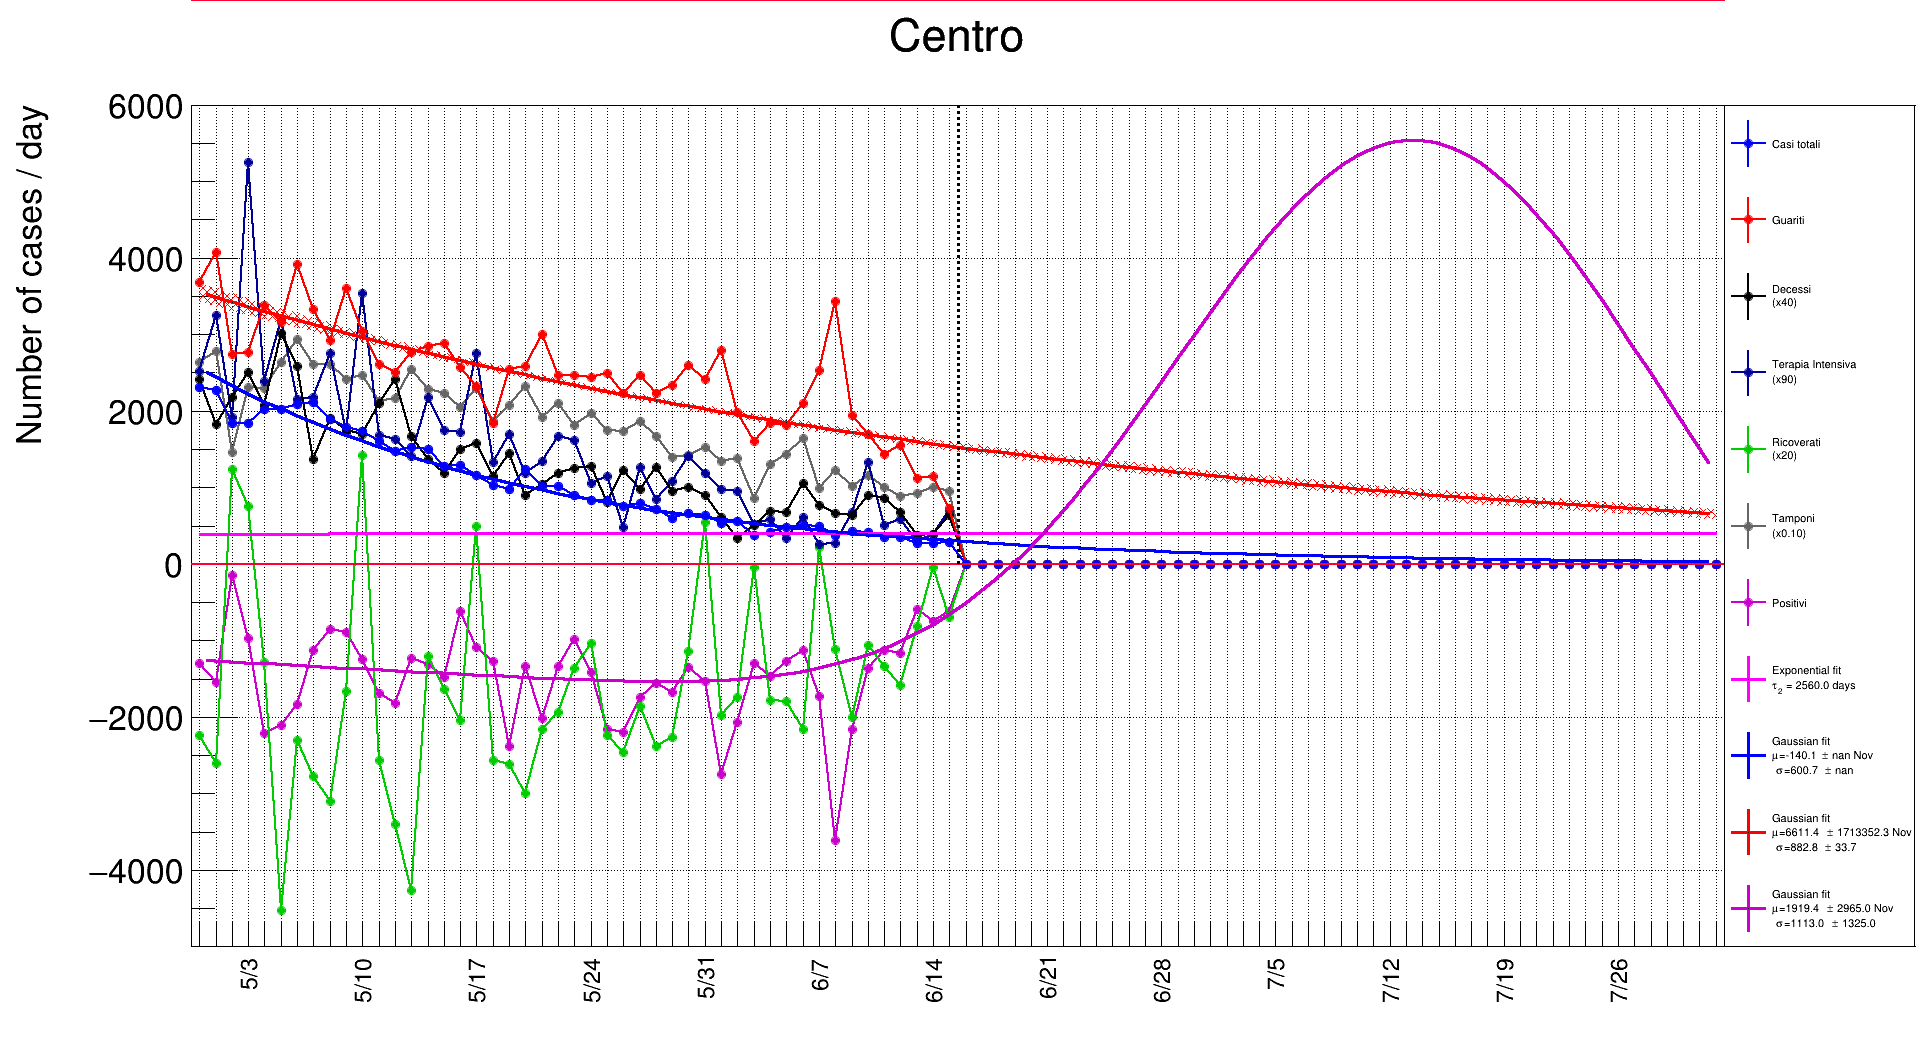 Centro
Number of cases / day
6000
4000
2000
0
−2000
−4000
5/3
5/10
5/17
5/24
5/31
6/7
6/14
6/21
6/28
7/5
7/12
7/19
7/26
Casi totali
Guariti
Decessi
(x40)
Terapia Intensiva
(x90)
Ricoverati
(x20)
Tamponi
(x0.10)
Positivi
Exponential fit
τ2 = 2560.0 days
Gaussian fit
μ=-140.1 ± nan Nov
σ=600.7 ± nan
Gaussian fit
μ=6611.4 ± 1713352.3 Nov
σ=882.8 ± 33.7
Gaussian fit
μ=1919.4 ± 2965.0 Nov
σ=1113.0 ± 1325.0